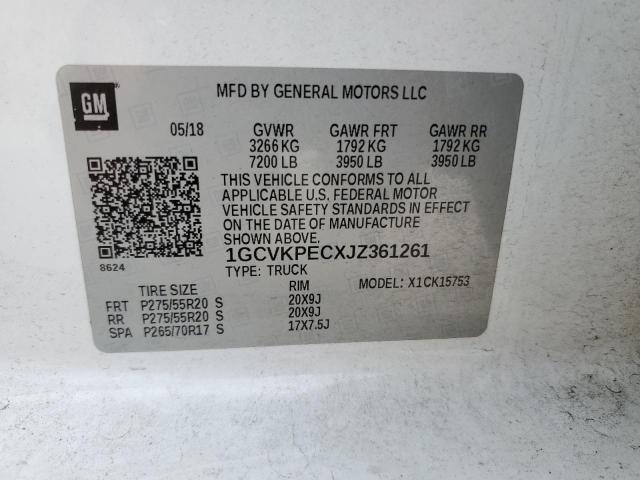 GM
MFD BY GENERAL MOTORS LLC
05/18 GVWR GAWR FRT GAWR RR
3266 KG 1792 KG 1792 KG
7200 LB 3950 LB 3950 LB
THIS VEHICLE CONFORMS TO ALL
APPLICABLE U.S. FEDERAL MOTOR
VEHICLE SAFETY STANDARDS IN EFFECT
ON THE DATE OF MANUFACTURE
SHOWN ABOVE.
1GCVKPECXJZ361261
8624
TYPE: TRUCK
TIRE SIZE RIM MODEL: X1CK15753
FRT P275/55R20 S 20X9J
RR P275/55R20 S 20X9J
SPA P265/70R17 S 17X7.5J